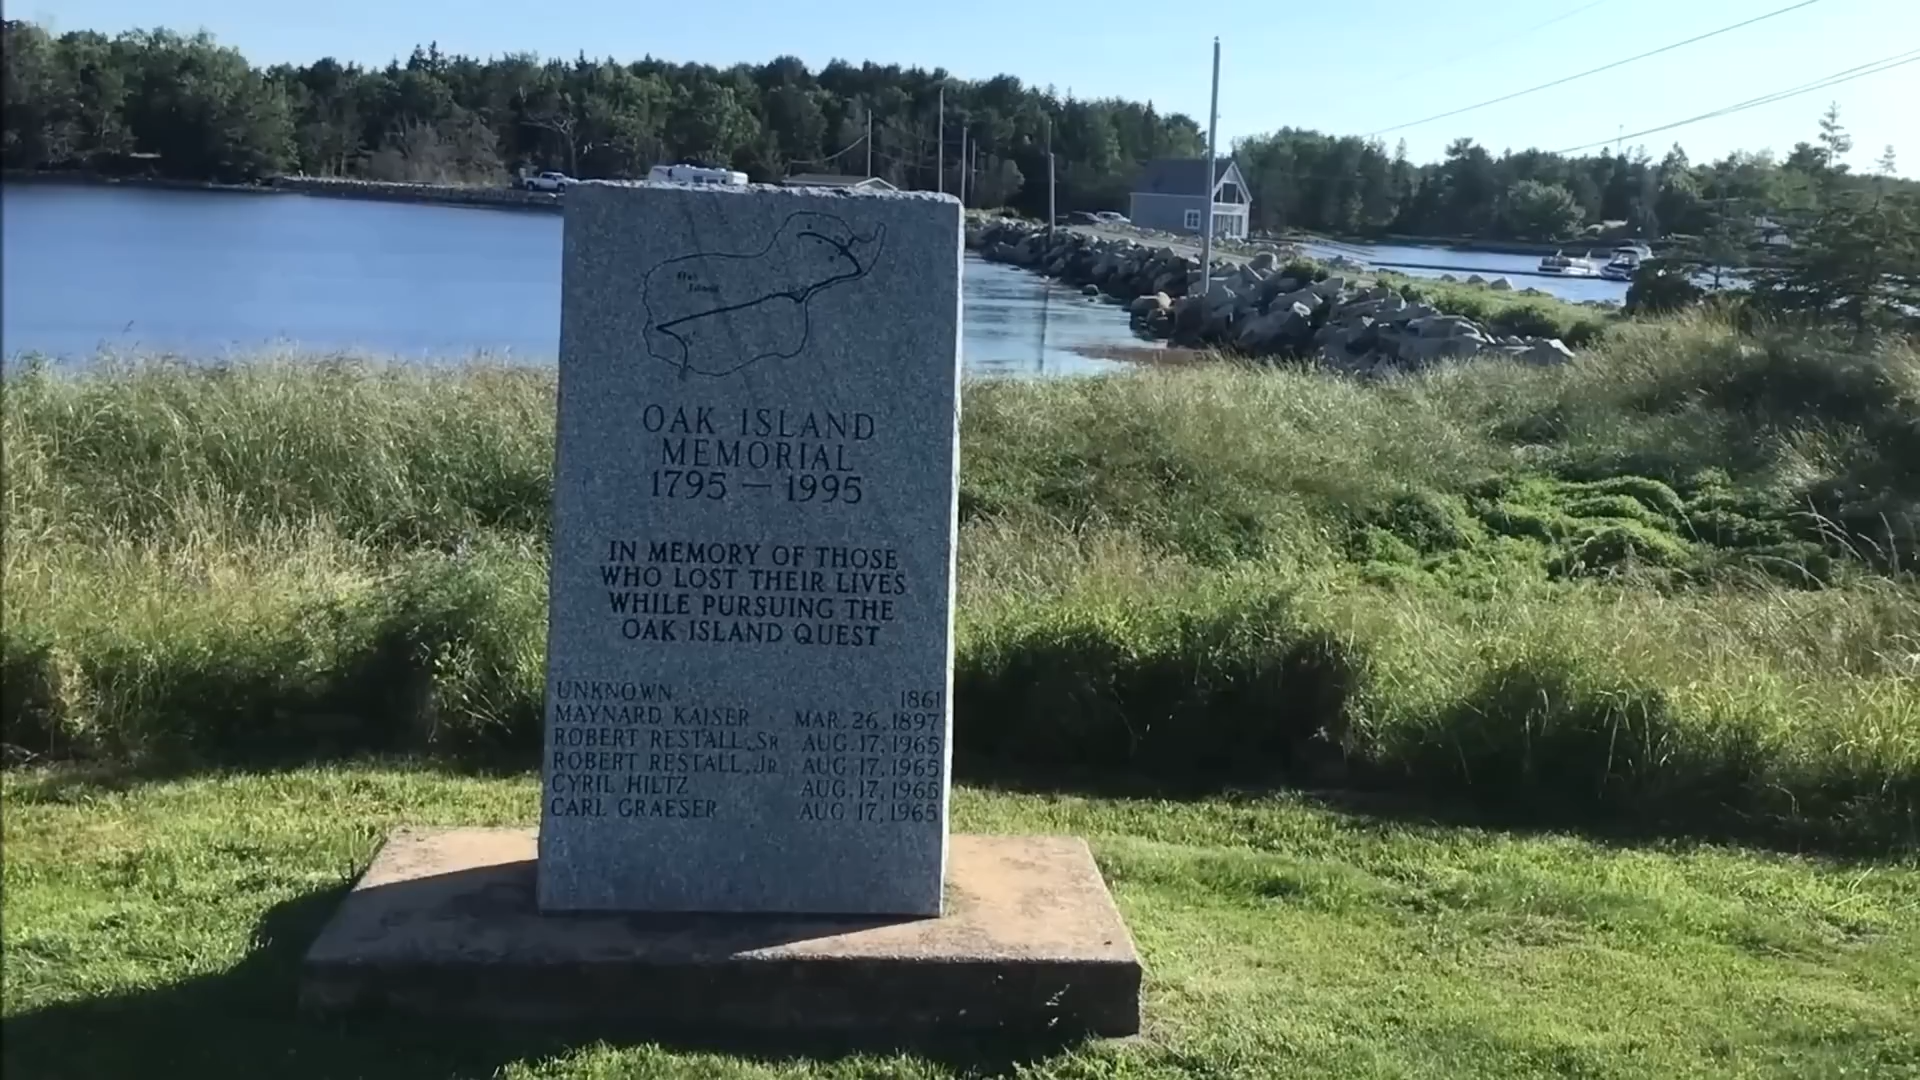 Oak
Island
OAK ISLAND
MEMORIAL
1795 — 1995
IN MEMORY OF THOSE
WHO LOST THEIR LIVES
WHILE PURSUING THE
OAK ISLAND QUEST
UNKNOWN 1861
MAYNARD KAISER MAR. 26, 1897
ROBERT RESTALL, SR AUG. 17, 1965
ROBERT RESTALL, JR AUG. 17, 1965
CYRIL HILTZ AUG. 17, 1965
CARL GRAESER AUG 17, 1965